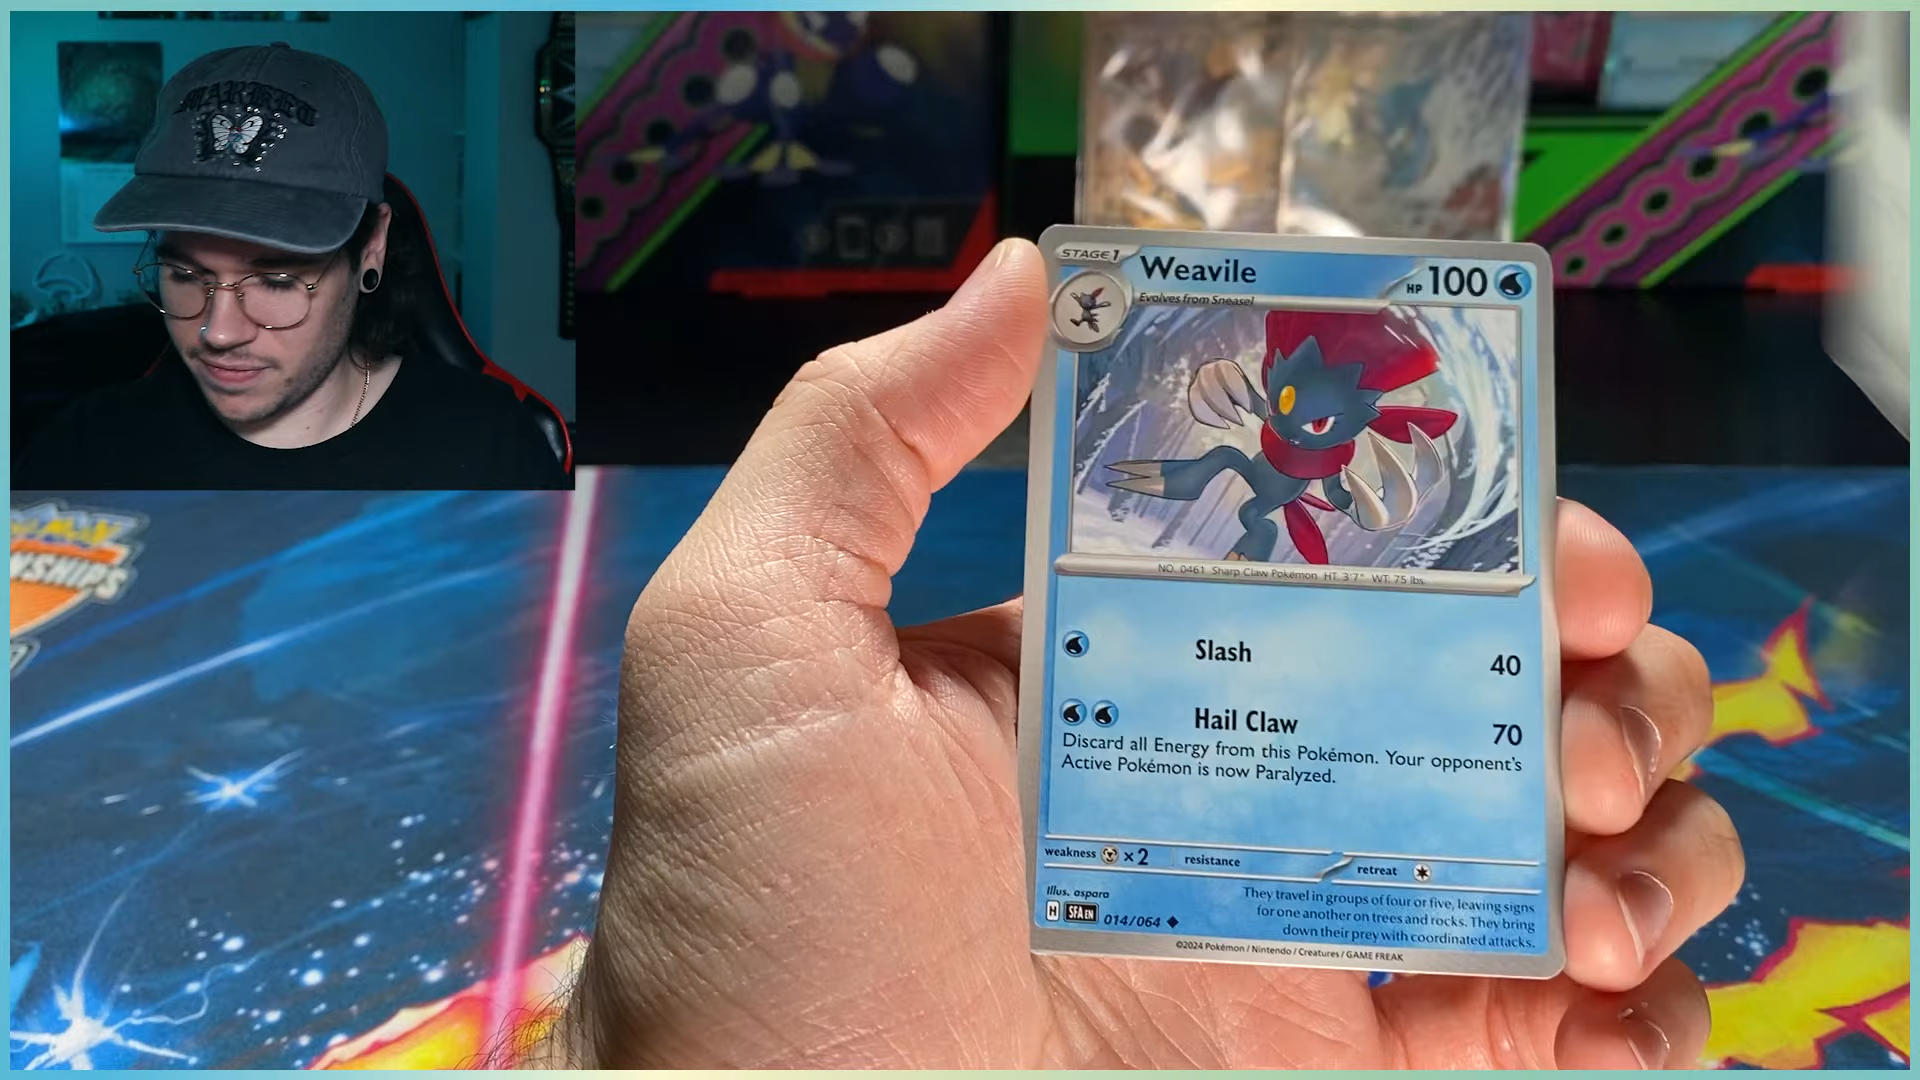 MARKET
NSHIPS
STAGE 1
Weavile
HP 100
Evolves from Sneasel
NO. 0461 Sharp Claw Pokémon HT: 3'7" WT: 75 lbs.
Slash 40
Hail Claw 70
Discard all Energy from this Pokémon. Your opponent's
Active Pokémon is now Paralyzed.
weakness ×2 resistance retreat
Illus. aspara
H SFA EN 014/064
They travel in groups of four or five, leaving signs
for one another on trees and rocks. They bring
down their prey with coordinated attacks.
©2024 Pokémon / Nintendo / Creatures / GAME FREAK